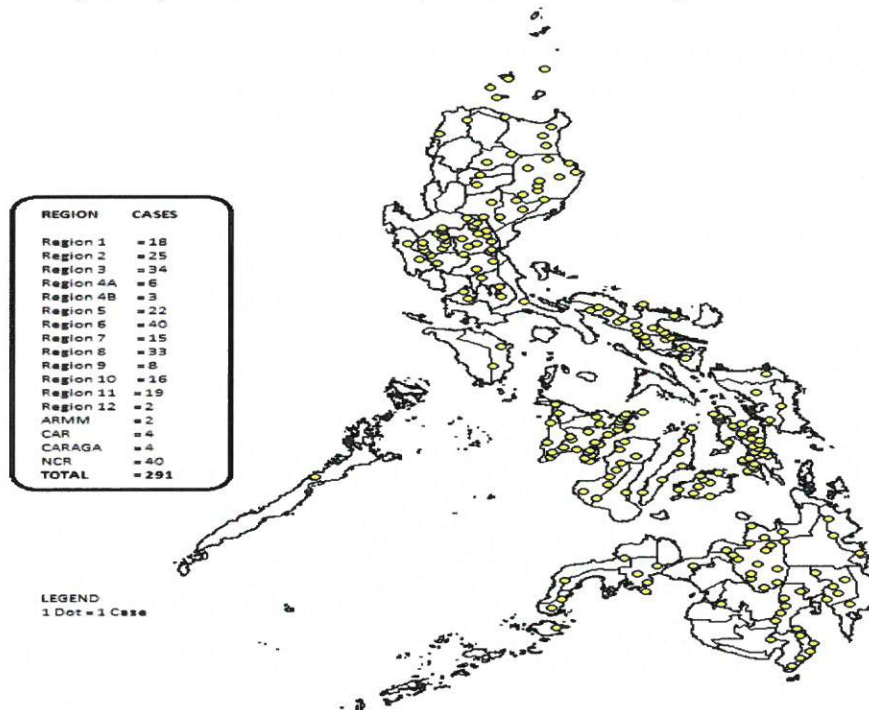 REGION CASES
Region 1 = 18
Region 2 = 25
Region 3 = 34
Region 4A = 6
Region 4B = 3
Region 5 = 22
Region 6 = 40
Region 7 = 15
Region 8 = 33
Region 9 = 8
Region 10 = 16
Region 11 = 19
Region 12 = 2
ARMM = 2
CAR = 4
CARAGA = 4
NCR = 40
TOTAL = 291
LEGEND
1 Dot = 1 Case